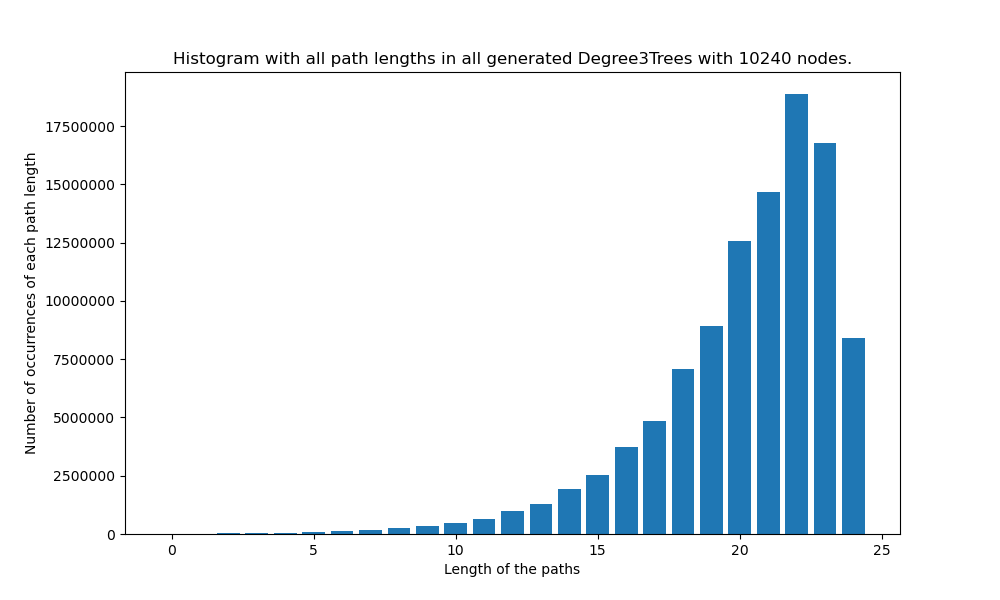 Histogram with all path lengths in all generated Degree3Trees with 10240 nodes.
Number of occurrences of each path length
17500000
15000000
12500000
10000000
7500000
5000000
2500000
0
0 5 10 15 20 25
Length of the paths